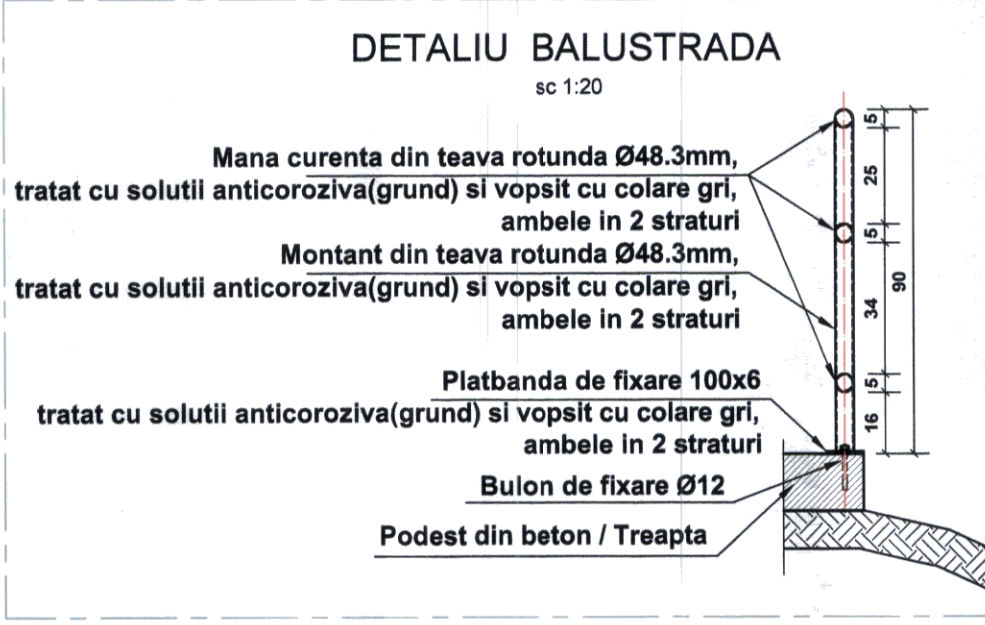 DETALIU BALUSTRADA
sc 1:20
Mana curenta din teava rotunda Ø48.3mm,
tratat cu solutii anticoroziva(grund) si vopsit cu colare gri,
ambele in 2 straturi
Montant din teava rotunda Ø48.3mm,
tratat cu solutii anticoroziva(grund) si vopsit cu colare gri,
ambele in 2 straturi
Platbanda de fixare 100x6
tratat cu solutii anticoroziva(grund) si vopsit cu colare gri,
ambele in 2 straturi
Bulon de fixare Ø12
Podest din beton / Treapta
5
25
5
34
5
16
90